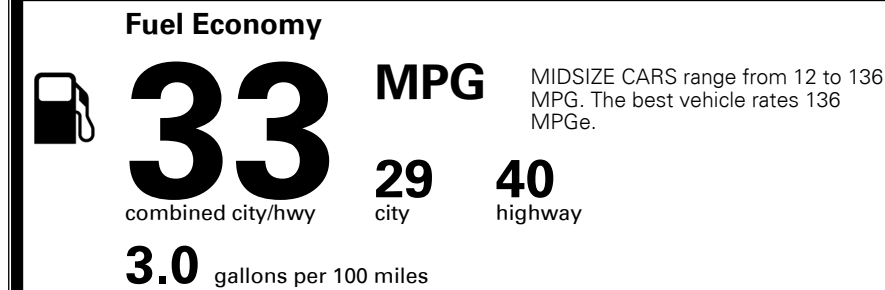 Fuel Economy
33 MPG
MIDSIZE CARS range from 12 to 136
MPG. The best vehicle rates 136
MPGe.
combined city/hwy
29
city
40
highway
3.0 gallons per 100 miles